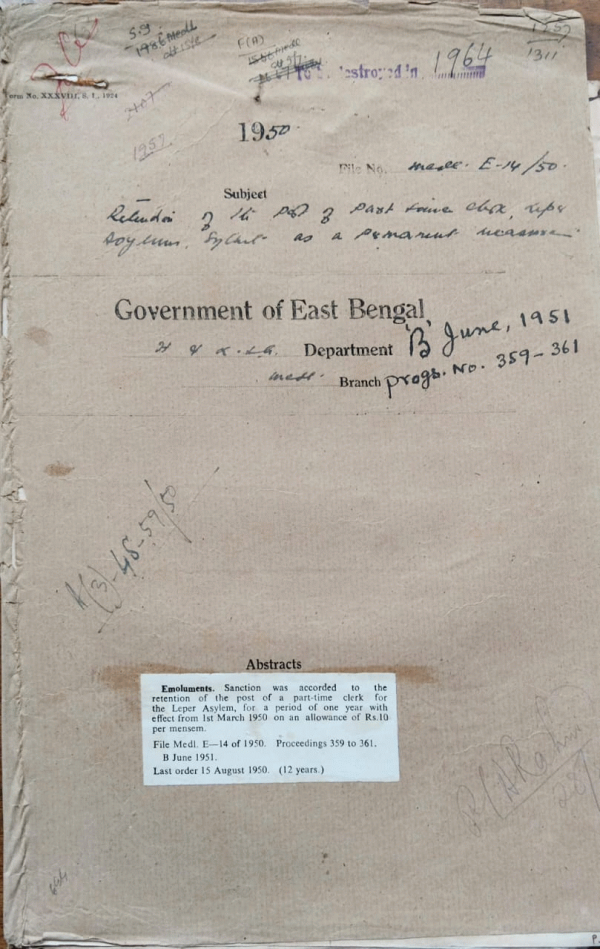 1964
To be destroyed in
Form No. XXXVIII, S. I., 1924
1957
1950
File No. medl. E-14/50.
Subject
Retention of the post of part time clerk, leper
asylum, Sylhet as a permanent measure
Government of East Bengal
H & L.S.G. Department 'B' June, 1951
medl. Branch progs. No. 359-361
Abstracts
Emoluments. Sanction was accorded to the
retention of the post of a part-time clerk for
the Leper Asylem, for a period of one year with
effect from 1st March 1950 on an allowance of Rs.10
per mensem.
File Medl. E—14 of 1950. Proceedings 359 to 361.
B June 1951.
Last order 15 August 1950. (12 years.)